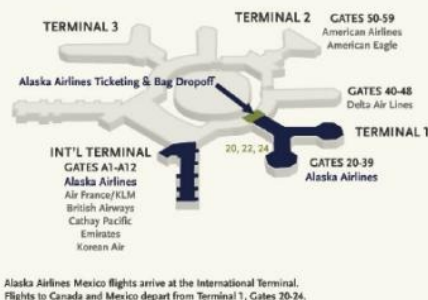 TERMINAL 3
TERMINAL 2
GATES 50-59
American Airlines
American Eagle
Alaska Airlines Ticketing & Bag Dropoff
GATES 40-48
Delta Air Lines
TERMINAL 1
20, 22, 24
GATES 20-39
Alaska Airlines
INT'L TERMINAL
GATES A1-A12
Alaska Airlines
Air France/KLM
British Airways
Cathay Pacific
Emirates
Korean Air
Alaska Airlines Mexico flights arrive at the International Terminal.
Flights to Canada and Mexico depart from Terminal 1, Gates 20-24.